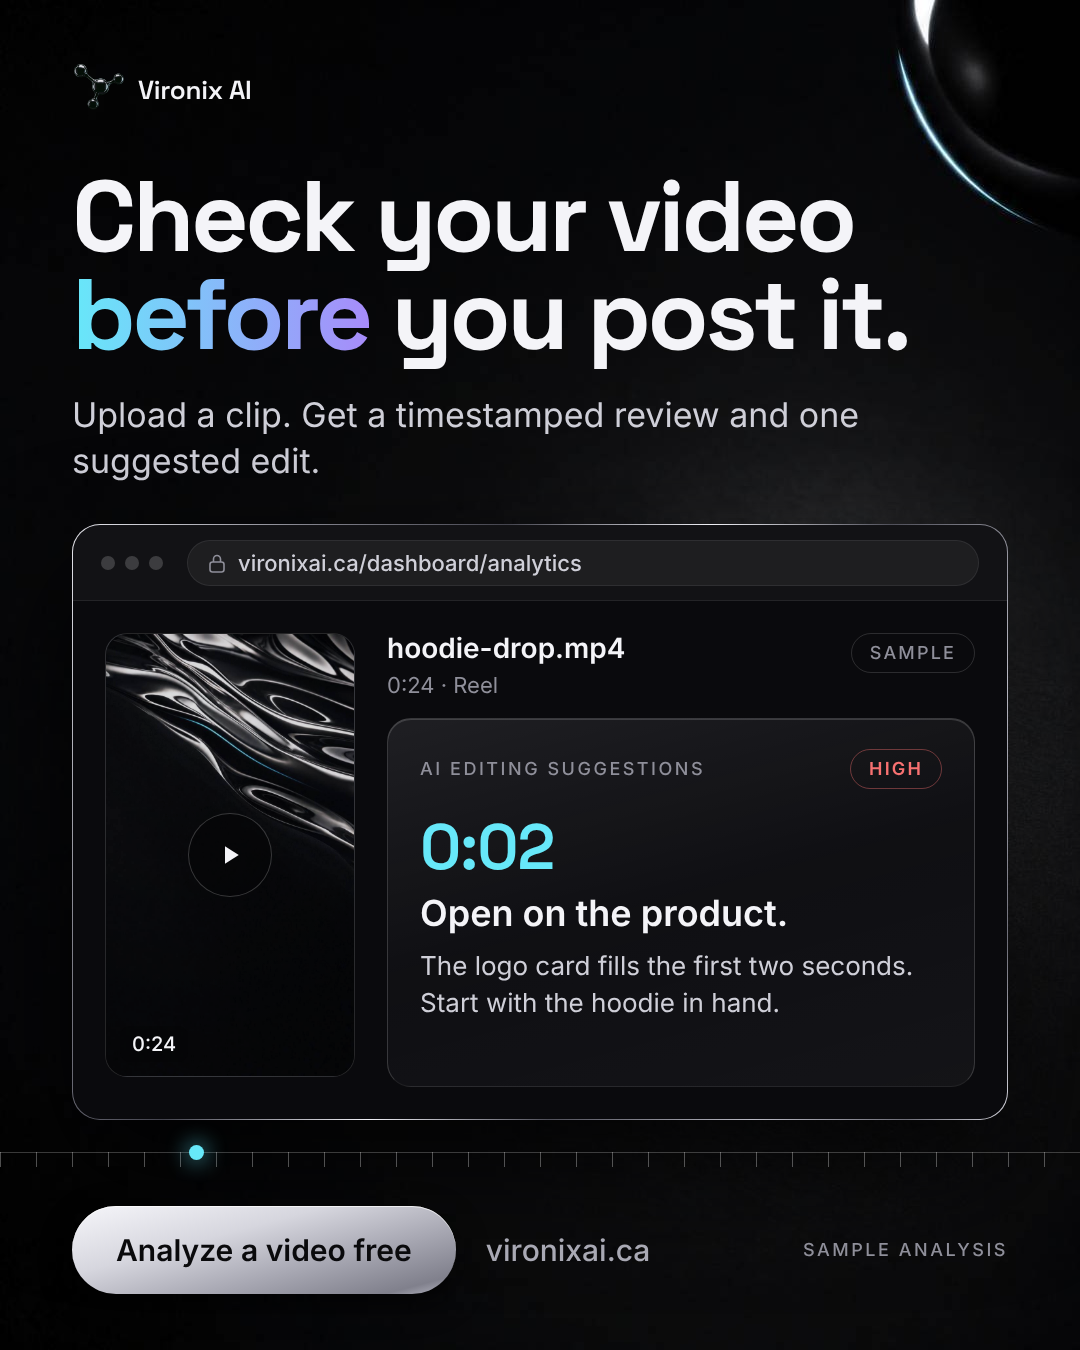 Vironix AI
Check your video
before you post it.
Upload a clip. Get a timestamped review and one
suggested edit.
vironixai.ca/dashboard/analytics
hoodie-drop.mp4
SAMPLE
0:24 · Reel
AI EDITING SUGGESTIONS
HIGH
0:02
Open on the product.
The logo card fills the first two seconds.
Start with the hoodie in hand.
0:24
Analyze a video free
vironixai.ca
SAMPLE ANALYSIS